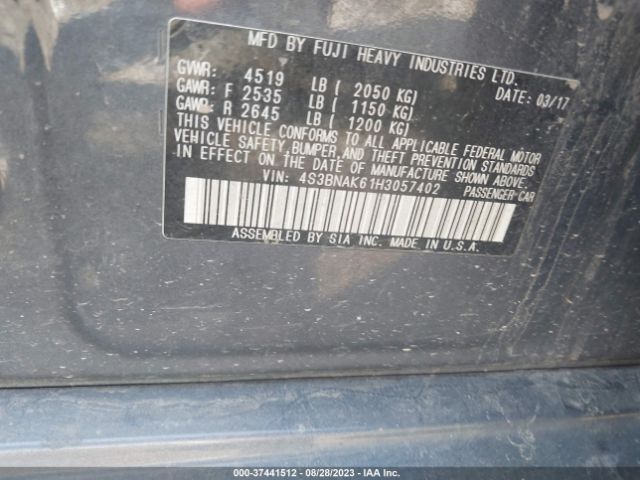 MFD BY FUJI HEAVY INDUSTRIES LTD.
DATE: 03/17
GVWR: 4519 LB ( 2050 KG)
GAWR: F 2535 LB ( 1150 KG)
GAWR: R 2645 LB ( 1200 KG)
THIS VEHICLE CONFORMS TO ALL APPLICABLE FEDERAL MOTOR
VEHICLE SAFETY, BUMPER, AND THEFT PREVENTION STANDARDS
IN EFFECT ON THE DATE OF MANUFACTURE SHOWN ABOVE.
VIN: 4S3BNAK61H3057402 PASSENGER CAR
ASSEMBLED BY SIA INC. MADE IN U.S.A.
000-37441512 - 08/28/2023 - IAA Inc.